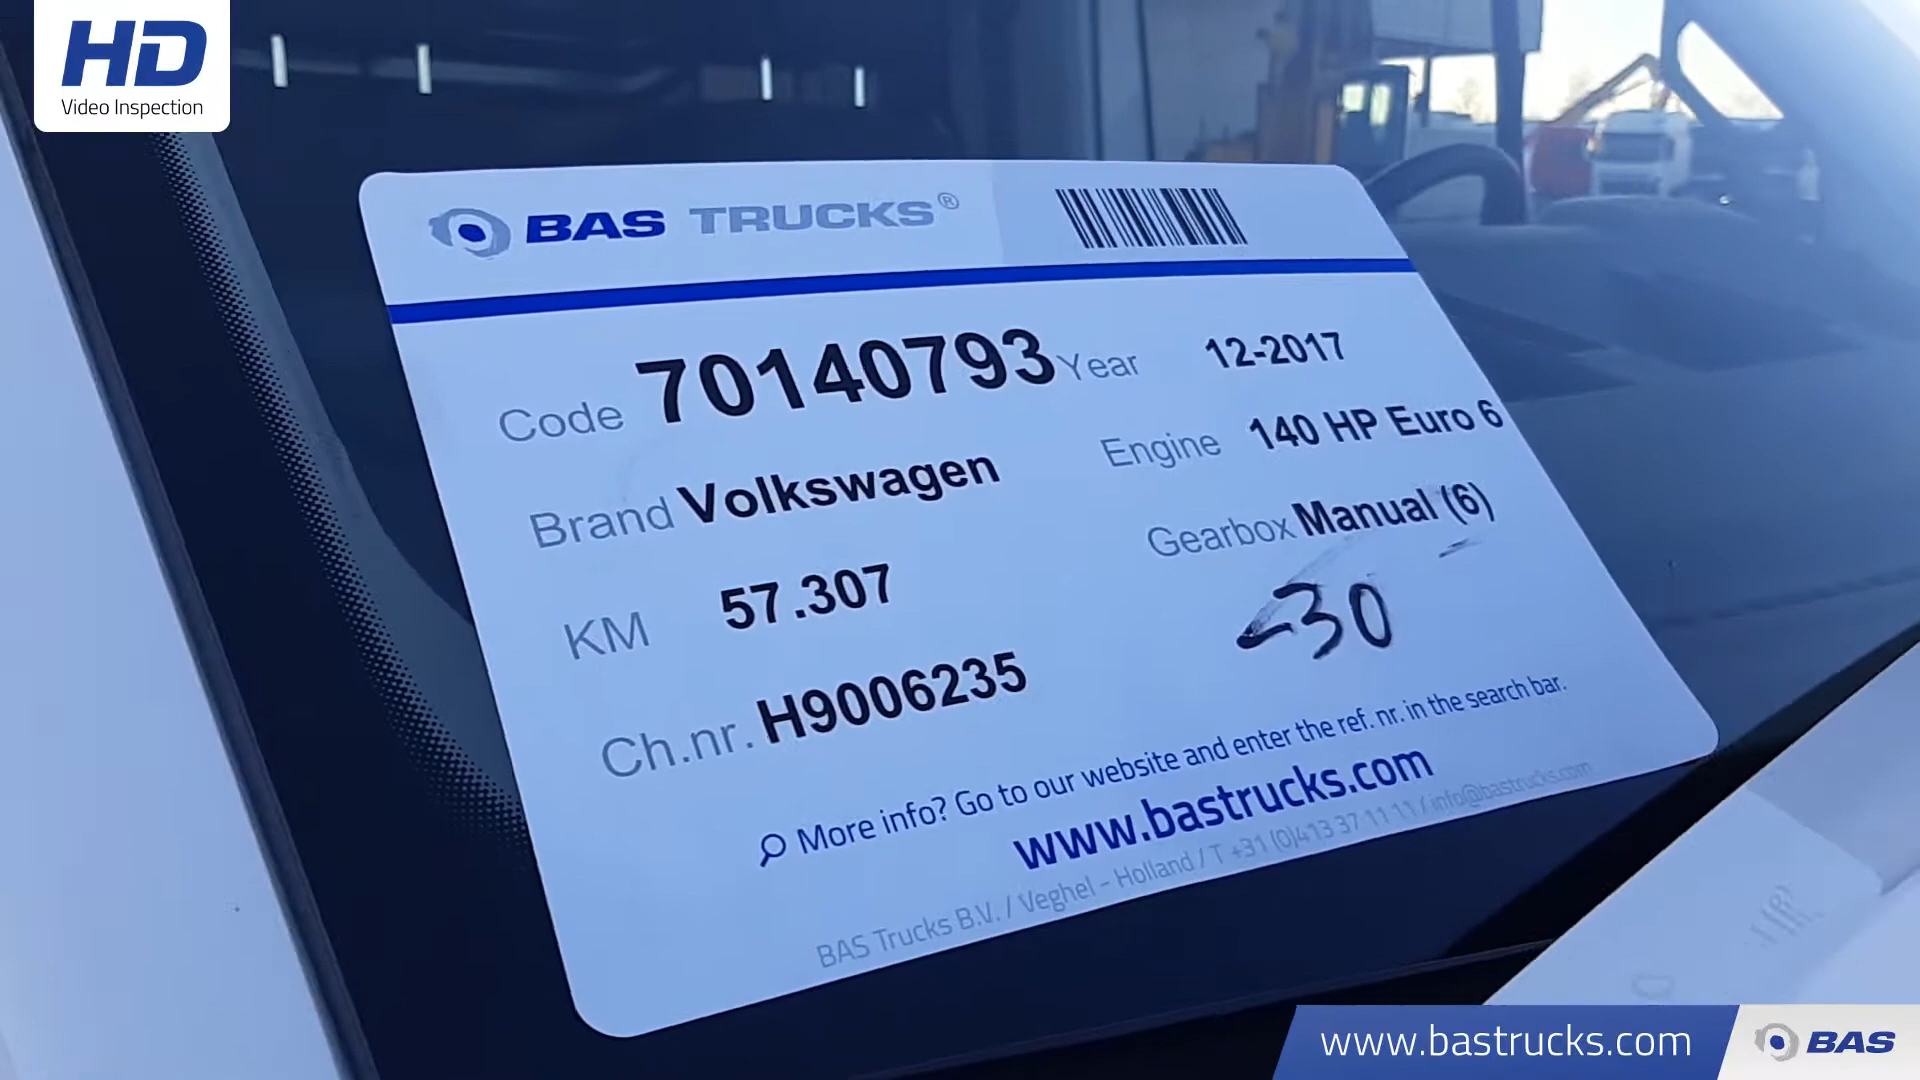 HD
Video Inspection
BAS TRUCKS®
Code 70140793 Year 12-2017
Brand Volkswagen Engine 140 HP Euro 6
KM 57.307 Gearbox Manual (6)
-30
Ch.nr. H9006235
More info? Go to our website and enter the ref. nr. in the search bar.
www.bastrucks.com
BAS Trucks B.V. / Veghel - Holland / T +31 (0)413 37 11 11 / info@bastrucks.com
www.bastrucks.com BAS